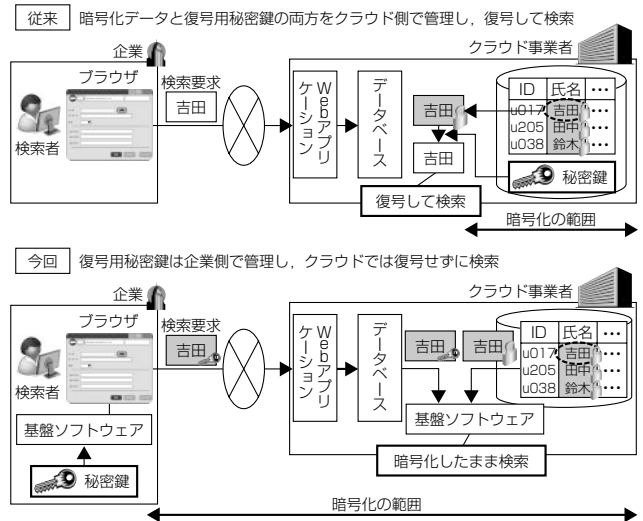 従来 暗号化データと復号用秘密鍵の両方をクラウド側で管理し，復号して検索
企業
クラウド事業者
ブラウザ
検索要求
吉田
検索者
Webアプリ
ケーション
データベース
吉田
吉田
復号して検索
ID 氏名 …
u017 吉田 …
u205 田中 …
u038 鈴木 …
秘密鍵
暗号化の範囲
今回 復号用秘密鍵は企業側で管理し，クラウドでは復号せずに検索
企業
クラウド事業者
ブラウザ
検索要求
吉田
検索者
基盤ソフトウェア
秘密鍵
Webアプリ
ケーション
データベース
吉田
吉田
基盤ソフトウェア
暗号化したまま検索
ID 氏名 …
u017 吉田 …
u205 田中 …
u038 鈴木 …
暗号化の範囲